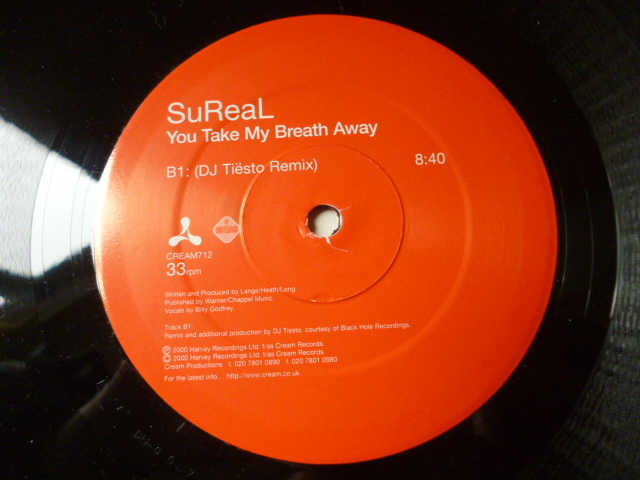 SuReaL
You Take My Breath Away
B1: (DJ Tiësto Remix) 8:40
INFERNO
CREAM712
33rpm
Written and Produced by Lange/Heath/Long.
Published by Warner/Chappel Music.
Vocals by Billy Godfrey.
Track B1:
Remix and additional production by DJ Tiësto. courtesy of Black Hole Recordings.
℗ 2000 Harvey Recordings Ltd. t/as Cream Records.
© 2000 Harvey Recordings Ltd. t/as Cream Records.
Cream Productions t. 020 7801 0890 f. 020 7801 0980
For the latest info... http://www.cream.co.uk